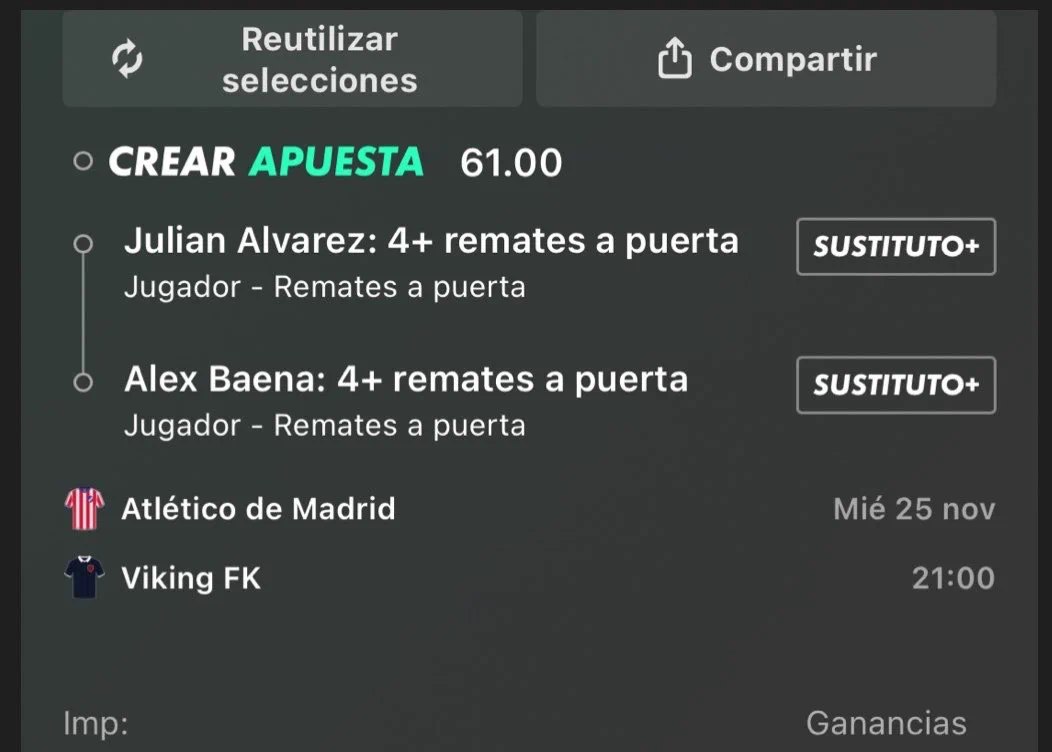 Reutilizar
selecciones
Compartir
CREAR APUESTA 61.00
Julian Alvarez: 4+ remates a puerta
SUSTITUTO+
Jugador - Remates a puerta
Alex Baena: 4+ remates a puerta
SUSTITUTO+
Jugador - Remates a puerta
Atlético de Madrid
Mié 25 nov
Viking FK
21:00
Imp:
Ganancias